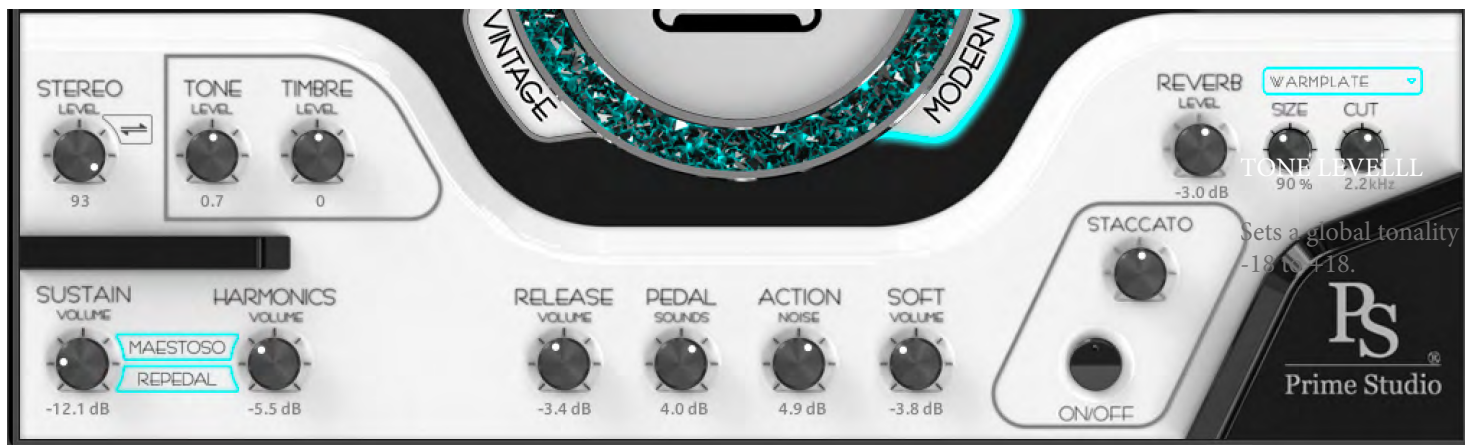 VINTAGE
MODERN
STEREO
LEVEL
93
TONE
LEVEL
0.7
TIMBRE
LEVEL
0
REVERB
LEVEL
-3.0 dB
WARMPLATE
SIZE
90 %
CUT
2.2kHz
TONE LEVELLL
Sets a global tonality
-18 to +18.
STACCATO
ON/OFF
SUSTAIN
VOLUME
-12.1 dB
MAESTOSO
REPEDAL
HARMONICS
VOLUME
-5.5 dB
RELEASE
VOLUME
-3.4 dB
PEDAL
SOUNDS
4.0 dB
ACTION
NOISE
4.9 dB
SOFT
VOLUME
-3.8 dB
PS
®
Prime Studio